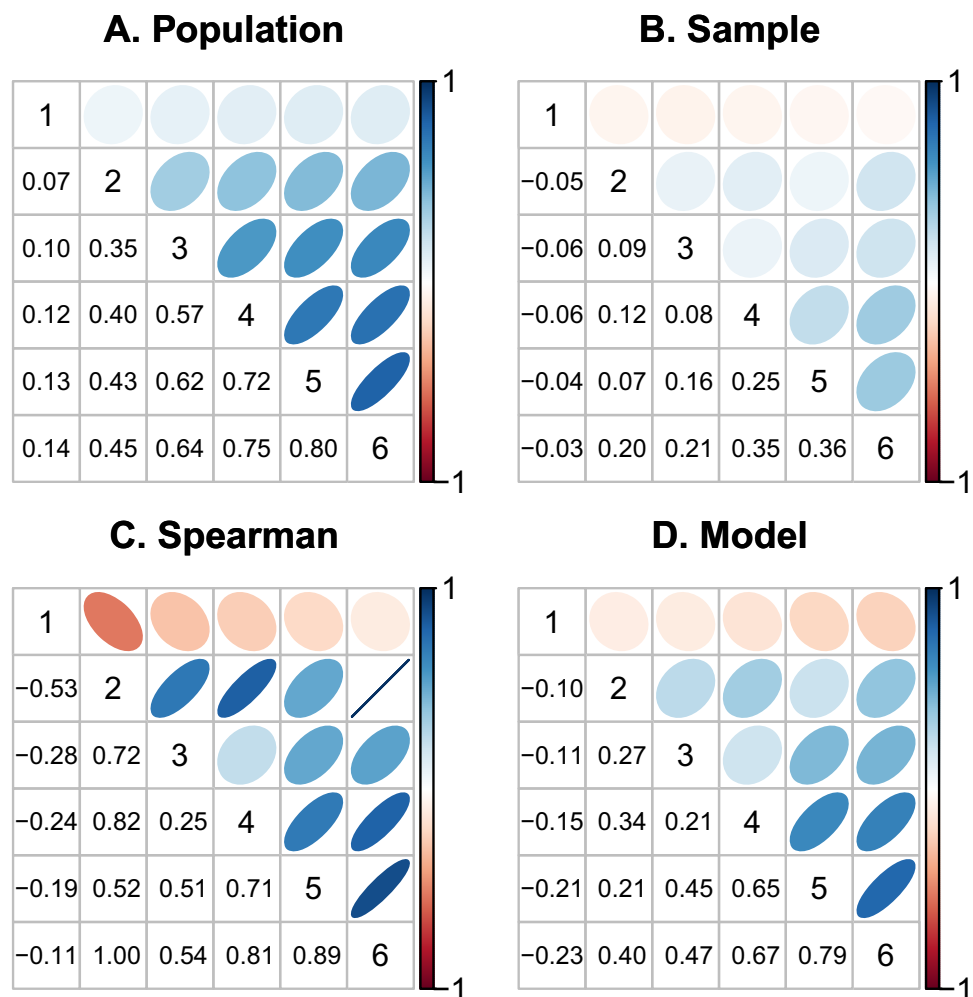 A. Population
1
0.07 2
0.10 0.35 3
0.12 0.40 0.57 4
0.13 0.43 0.62 0.72 5
0.14 0.45 0.64 0.75 0.80 6
1
−1
B. Sample
1
−0.05 2
−0.06 0.09 3
−0.06 0.12 0.08 4
−0.04 0.07 0.16 0.25 5
−0.03 0.20 0.21 0.35 0.36 6
1
−1
C. Spearman
1
−0.53 2
−0.28 0.72 3
−0.24 0.82 0.25 4
−0.19 0.52 0.51 0.71 5
−0.11 1.00 0.54 0.81 0.89 6
1
−1
D. Model
1
−0.10 2
−0.11 0.27 3
−0.15 0.34 0.21 4
−0.21 0.21 0.45 0.65 5
−0.23 0.40 0.47 0.67 0.79 6
1
−1